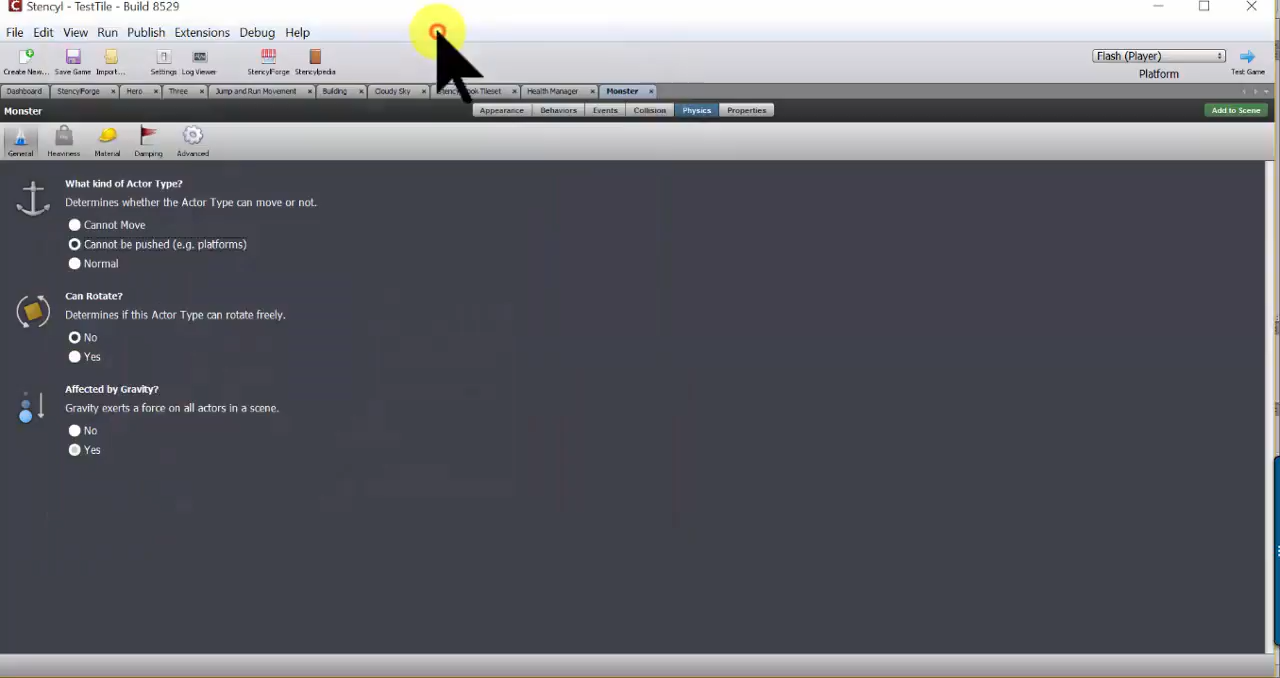 Stencyl - TestTile - Build 8529
File Edit View Run Publish Extensions Debug Help
Create New... Save Game Import... Settings Log Viewer StencylForge Stencylpedia
Flash (Player)
Platform
Test Game
Dashboard StencylForge Hero Three Jump and Run Movement Building Cloudy Sky Tileset Health Manager Monster
Monster
Appearance Behaviors Events Collision Physics Properties
Add to Scene
General Heaviness Material Damping Advanced
What kind of Actor Type?
Determines whether the Actor Type can move or not.
Cannot Move
Cannot be pushed (e.g. platforms)
Normal
Can Rotate?
Determines if this Actor Type can rotate freely.
No
Yes
Affected by Gravity?
Gravity exerts a force on all actors in a scene.
No
Yes